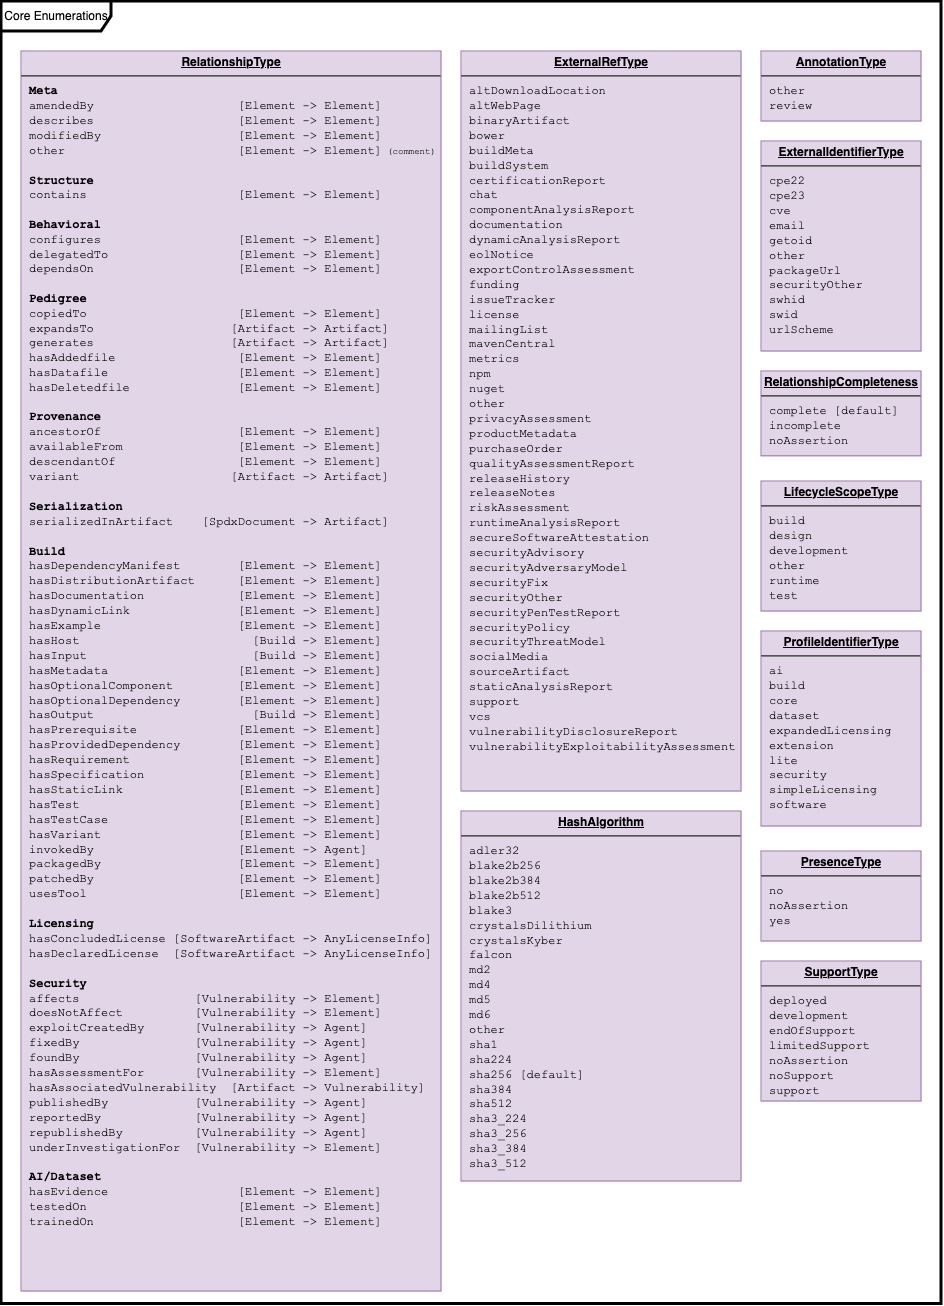 Core Enumerations
RelationshipType
Meta
amendedBy [Element -> Element]
describes [Element -> Element]
modifiedBy [Element -> Element]
other [Element -> Element] (comment)
Structure
contains [Element -> Element]
Behavioral
configures [Element -> Element]
delegatedTo [Element -> Element]
dependsOn [Element -> Element]
Pedigree
copiedTo [Element -> Element]
expandsTo [Artifact -> Artifact]
generates [Artifact -> Artifact]
hasAddedfile [Element -> Element]
hasDatafile [Element -> Element]
hasDeletedfile [Element -> Element]
Provenance
ancestorOf [Element -> Element]
availableFrom [Element -> Element]
descendantOf [Element -> Element]
variant [Artifact -> Artifact]
Serialization
serializedInArtifact [SpdxDocument -> Artifact]
Build
hasDependencyManifest [Element -> Element]
hasDistributionArtifact [Element -> Element]
hasDocumentation [Element -> Element]
hasDynamicLink [Element -> Element]
hasExample [Element -> Element]
hasHost [Build -> Element]
hasInput [Build -> Element]
hasMetadata [Element -> Element]
hasOptionalComponent [Element -> Element]
hasOptionalDependency [Element -> Element]
hasOutput [Build -> Element]
hasPrerequisite [Element -> Element]
hasProvidedDependency [Element -> Element]
hasRequirement [Element -> Element]
hasSpecification [Element -> Element]
hasStaticLink [Element -> Element]
hasTest [Element -> Element]
hasTestCase [Element -> Element]
hasVariant [Element -> Element]
invokedBy [Element -> Agent]
packagedBy [Element -> Element]
patchedBy [Element -> Element]
usesTool [Element -> Element]
Licensing
hasConcludedLicense [SoftwareArtifact -> AnyLicenseInfo]
hasDeclaredLicense [SoftwareArtifact -> AnyLicenseInfo]
Security
affects [Vulnerability -> Element]
doesNotAffect [Vulnerability -> Element]
exploitCreatedBy [Vulnerability -> Agent]
fixedBy [Vulnerability -> Agent]
foundBy [Vulnerability -> Agent]
hasAssessmentFor [Vulnerability -> Element]
hasAssociatedVulnerability [Artifact -> Vulnerability]
publishedBy [Vulnerability -> Agent]
reportedBy [Vulnerability -> Agent]
republishedBy [Vulnerability -> Agent]
underInvestigationFor [Vulnerability -> Element]
AI/Dataset
hasEvidence [Element -> Element]
testedOn [Element -> Element]
trainedOn [Element -> Element]
ExternalRefType
altDownloadLocation
altWebPage
binaryArtifact
bower
buildMeta
buildSystem
certificationReport
chat
componentAnalysisReport
documentation
dynamicAnalysisReport
eolNotice
exportControlAssessment
funding
issueTracker
license
mailingList
mavenCentral
metrics
npm
nuget
other
privacyAssessment
productMetadata
purchaseOrder
qualityAssessmentReport
releaseHistory
releaseNotes
riskAssessment
runtimeAnalysisReport
secureSoftwareAttestation
securityAdvisory
securityAdversaryModel
securityFix
securityOther
securityPenTestReport
securityPolicy
securityThreatModel
socialMedia
sourceArtifact
staticAnalysisReport
support
vcs
vulnerabilityDisclosureReport
vulnerabilityExploitabilityAssessment
HashAlgorithm
adler32
blake2b256
blake2b384
blake2b512
blake3
crystalsDilithium
crystalsKyber
falcon
md2
md4
md5
md6
other
sha1
sha224
sha256 [default]
sha384
sha512
sha3_224
sha3_256
sha3_384
sha3_512
AnnotationType
other
review
ExternalIdentifierType
cpe22
cpe23
cve
email
getoid
other
packageUrl
securityOther
swhid
swid
urlScheme
RelationshipCompleteness
complete [default]
incomplete
noAssertion
LifecycleScopeType
build
design
development
other
runtime
test
ProfileIdentifierType
ai
build
core
dataset
expandedLicensing
extension
lite
security
simpleLicensing
software
PresenceType
no
noAssertion
yes
SupportType
deployed
development
endOfSupport
limitedSupport
noAssertion
noSupport
support